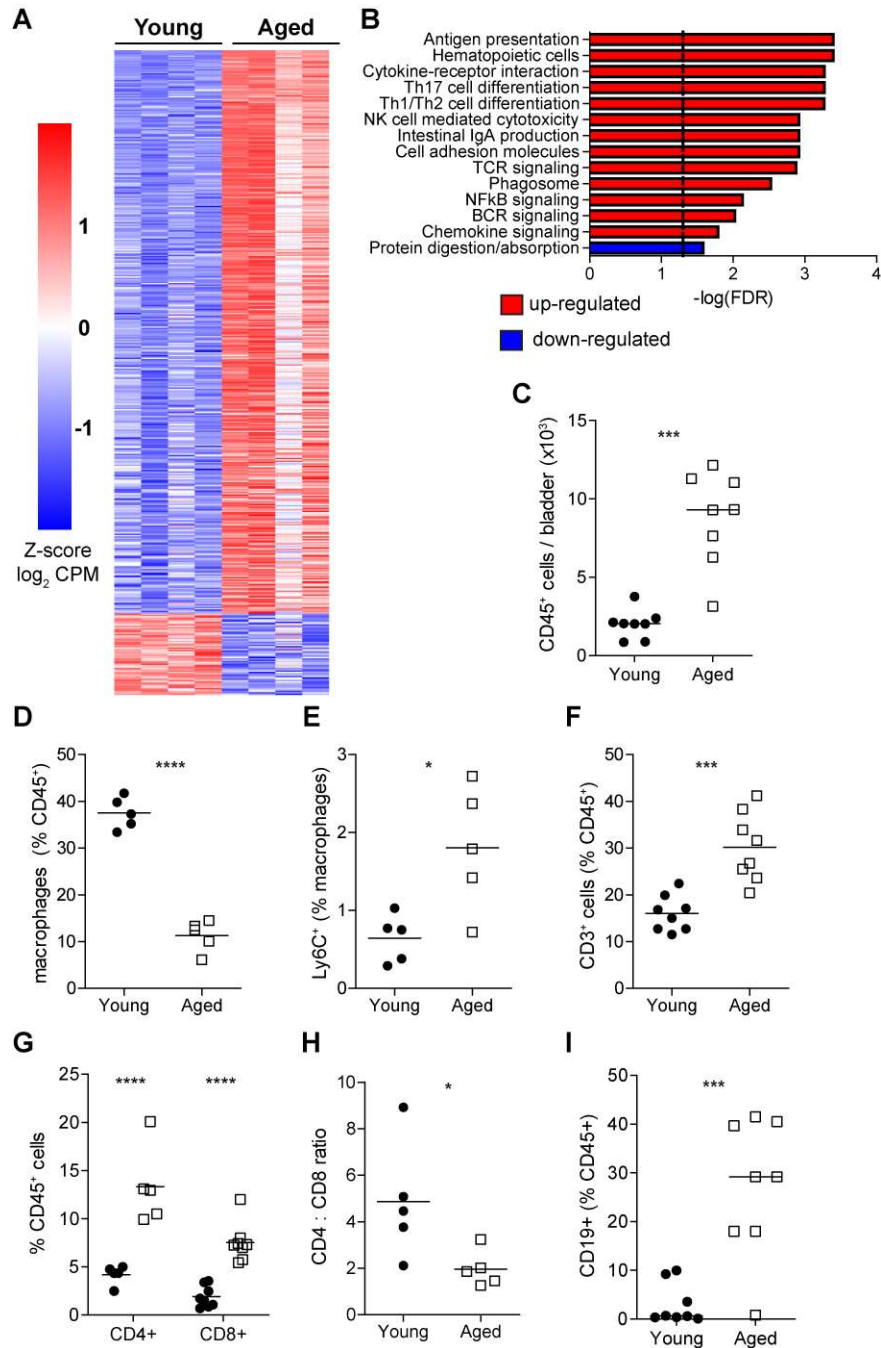 A
Young Aged
1
0
-1
Z-score
log₂ CPM
B
Antigen presentation
Hematopoietic cells
Cytokine-receptor interaction
Th17 cell differentiation
Th1/Th2 cell differentiation
NK cell mediated cytotoxicity
Intestinal IgA production
Cell adhesion molecules
TCR signaling
Phagosome
NFkB signaling
BCR signaling
Chemokine signaling
Protein digestion/absorption
0 1 2 3 4
-log(FDR)
up-regulated
down-regulated
C
CD45⁺ cells / bladder (x10³)
15
10
5
0
***
Young Aged
D
macrophages (% CD45⁺)
50
40
30
20
10
0
****
Young Aged
E
Ly6C⁺ (% macrophages)
3
2
1
0
*
Young Aged
F
CD3⁺ cells (% CD45⁺)
50
40
30
20
10
0
***
Young Aged
G
% CD45⁺ cells
25
20
15
10
5
0
**** ****
CD4+ CD8+
H
CD4 : CD8 ratio
10
8
6
4
2
0
*
Young Aged
I
CD19+ (% CD45+)
50
40
30
20
10
0
***
Young Aged